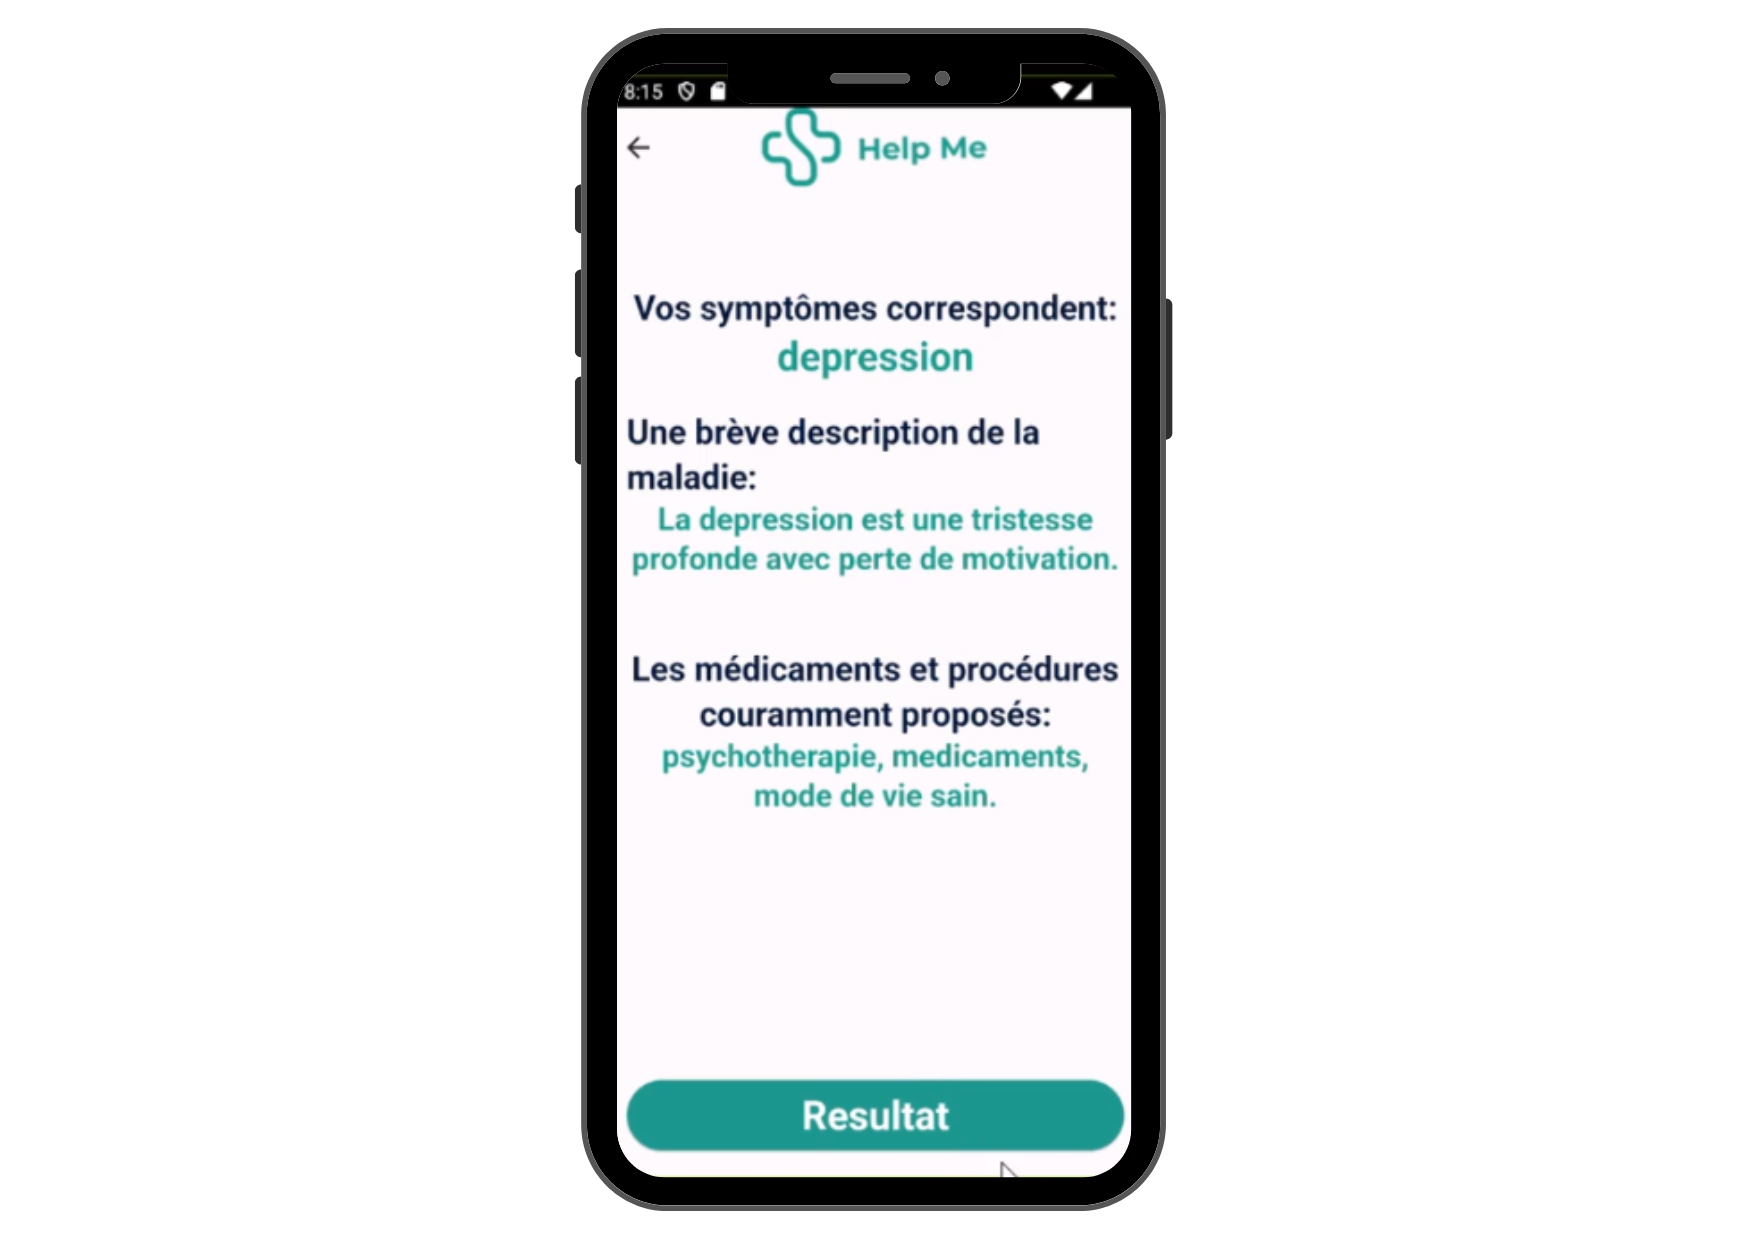 8:15
Help Me
Vos symptômes correspondent:
depression
Une brève description de la
maladie:
La depression est une tristesse
profonde avec perte de motivation.
Les médicaments et procédures
couramment proposés:
psychotherapie, medicaments,
mode de vie sain.
Resultat